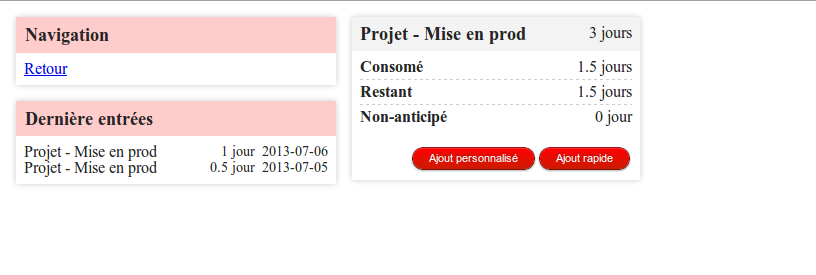 Navigation
Retour
Dernière entrées
Projet - Mise en prod 1 jour 2013-07-06
Projet - Mise en prod 0.5 jour 2013-07-05
Projet - Mise en prod 3 jours
Consomé 1.5 jours
Restant 1.5 jours
Non-anticipé 0 jour
Ajout personnalisé Ajout rapide